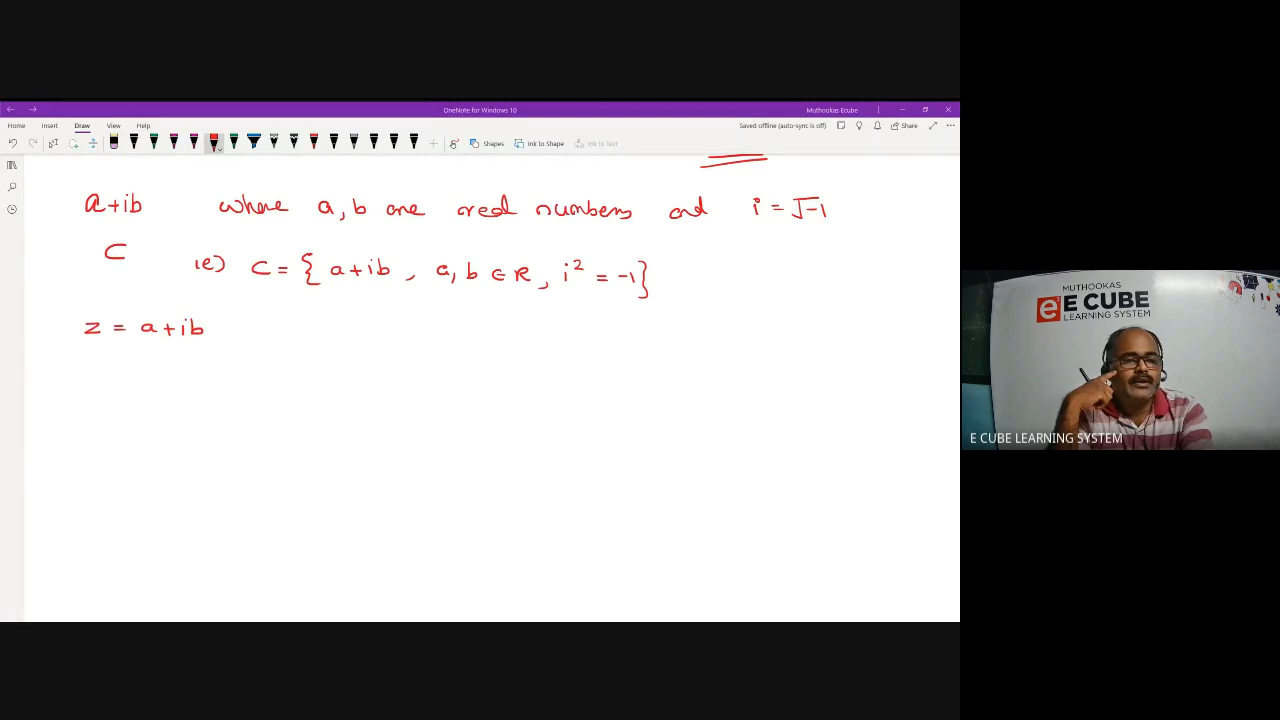 OneNote for Windows 10
Muthookas Ecube
Home Insert Draw View Help
Saved offline (auto-sync is off)
Share
Shapes
Ink to Shape
Ink to Text
a+ib where a, b are real numbers and i = √-1
C
ie) C = { a+ib , a, b ∈ R, i² = -1}
z = a+ib
MUTHOOKAS
e E CUBE
LEARNING SYSTEM
E CUBE LEARNING SYSTEM